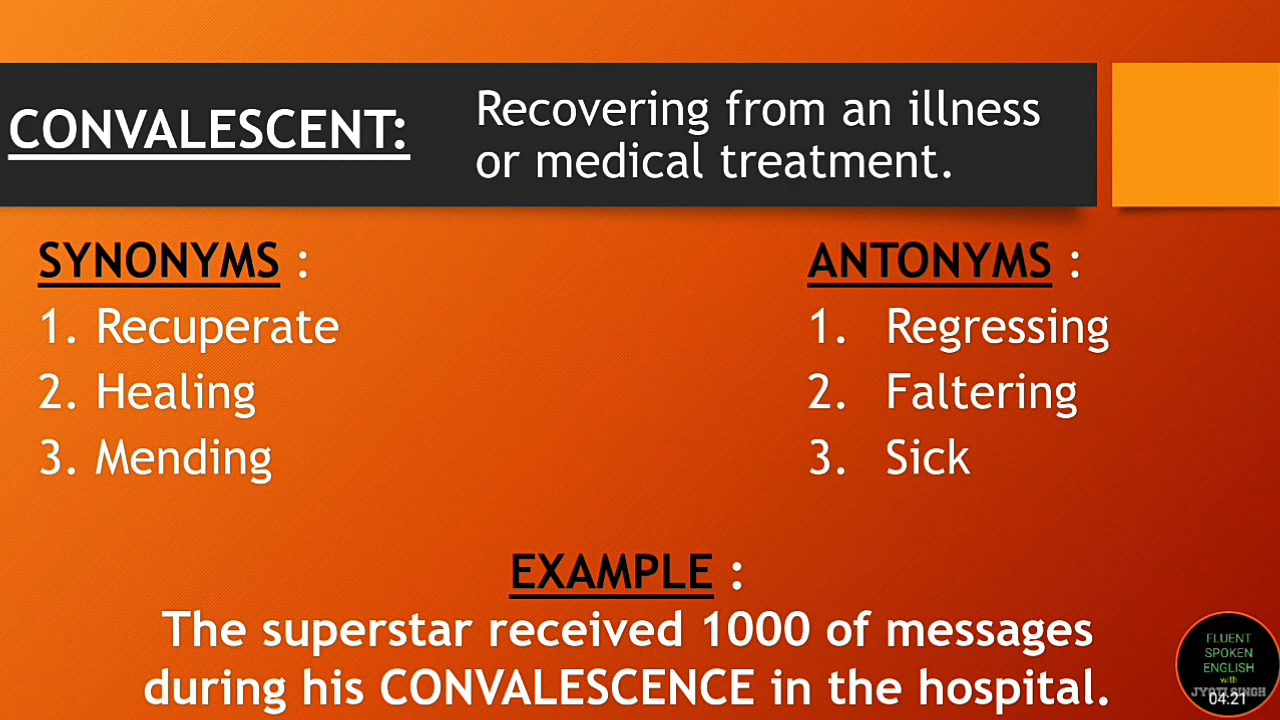 CONVALESCENT:
Recovering from an illness
or medical treatment.
SYNONYMS :
1. Recuperate
2. Healing
3. Mending
ANTONYMS :
1. Regressing
2. Faltering
3. Sick
EXAMPLE :
The superstar received 1000 of messages
during his CONVALESCENCE in the hospital.
FLUENT
SPOKEN
ENGLISH
with
JYOTI SINGH
04:21